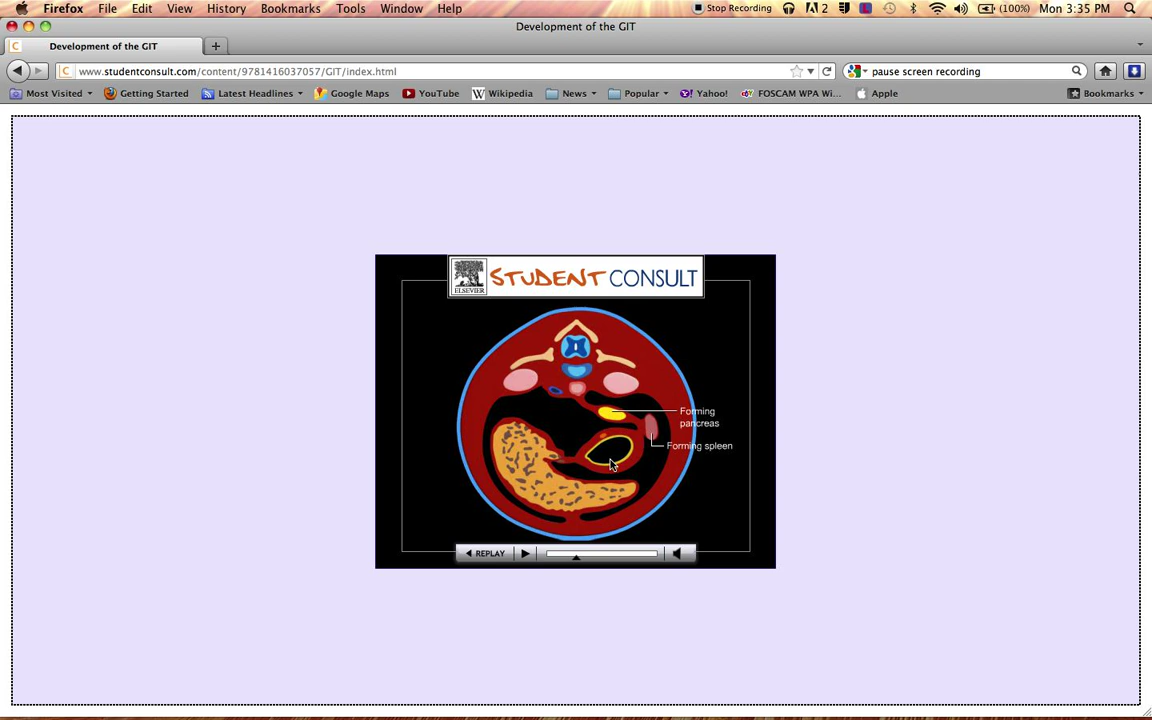 Firefox File Edit View History Bookmarks Tools Window Help Stop Recording 2 (100%) Mon 3:35 PM
Development of the GIT
Development of the GIT
www.studentconsult.com/content/9781416037057/GIT/index.html pause screen recording
Most Visited Getting Started Latest Headlines Google Maps YouTube Wikipedia News Popular Yahoo! FOSCAM WPA Wi... Apple Bookmarks
ELSEVIER STUDENT CONSULT
Forming
pancreas
Forming spleen
REPLAY